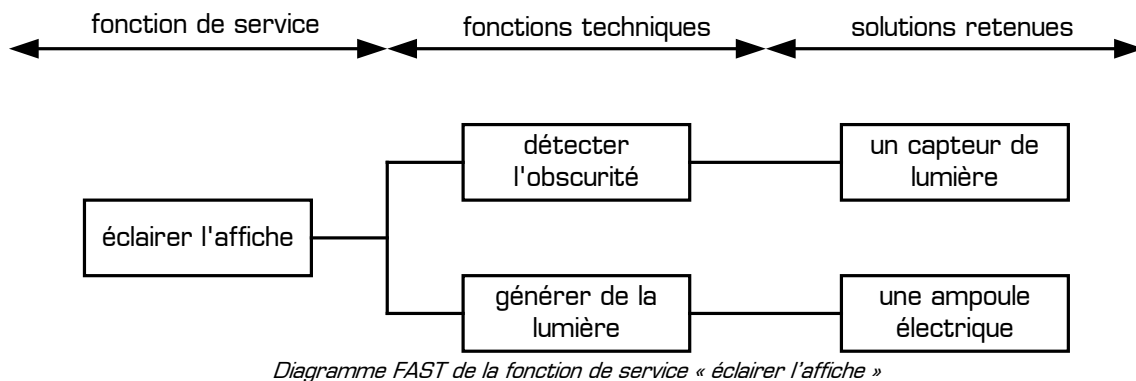 fonction de service
fonctions techniques
solutions retenues
détecter
l'obscurité
un capteur de
lumière
éclairer l'affiche
générer de la
lumière
une ampoule
électrique
Diagramme FAST de la fonction de service « éclairer l'affiche »